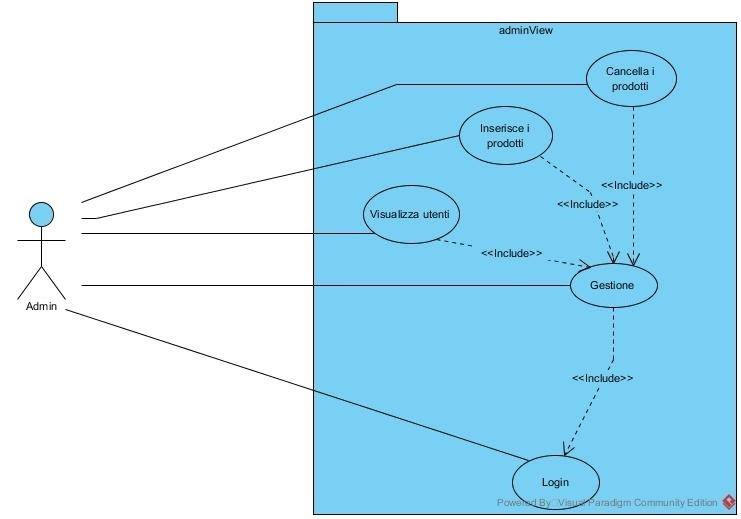 adminView
Cancella i
prodotti
Inserisce i
prodotti
<<Include>>
<<Include>>
Visualizza utenti
<<Include>>
Gestione
Admin
<<Include>>
Login
Powered By Visual Paradigm Community Edition